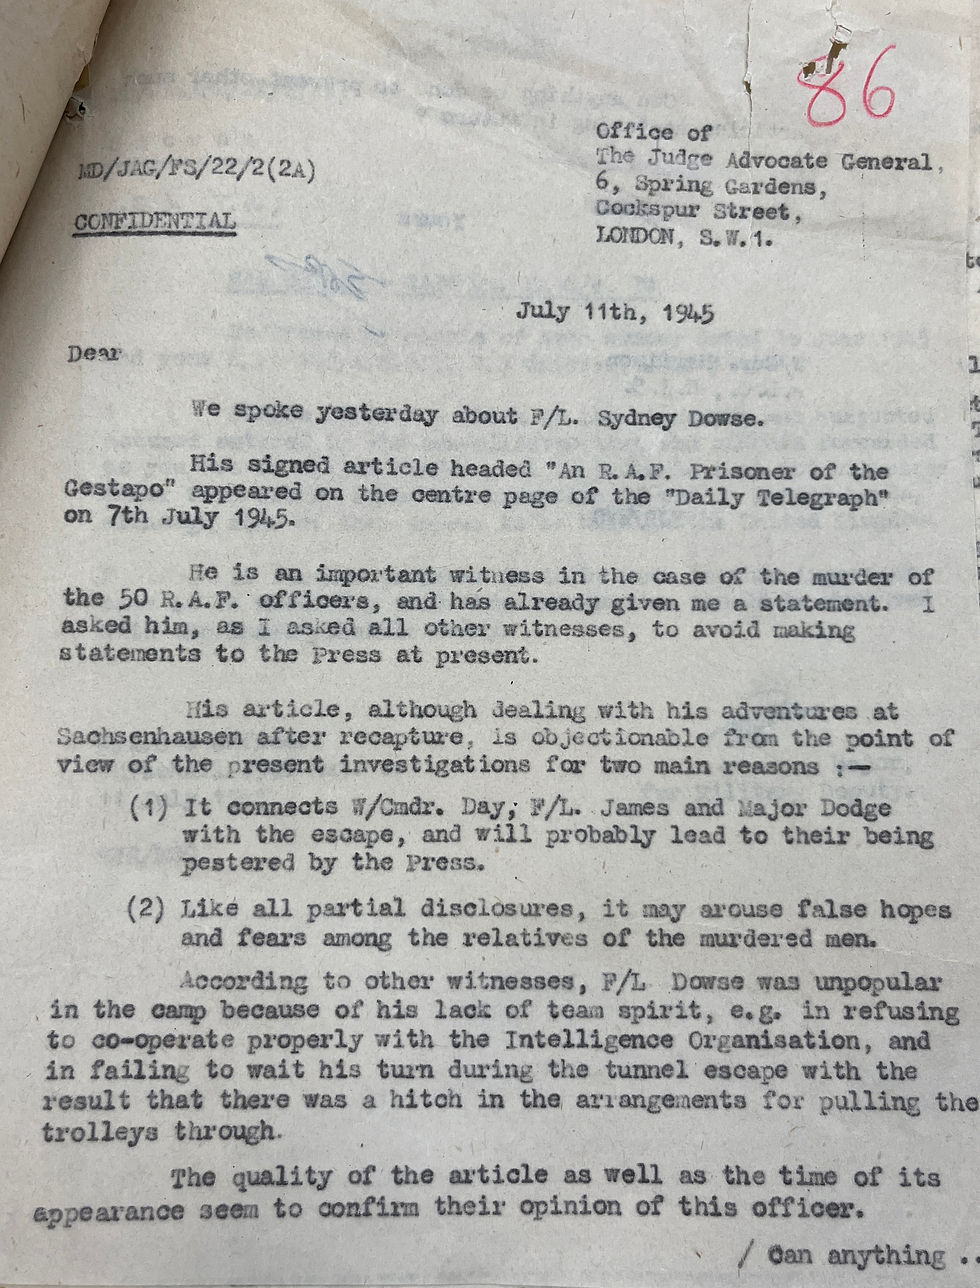 86
Office of
The Judge Advocate General,
6, Spring Gardens,
Cockspur Street,
LONDON, S.W.1.
MD/JAG/FS/22/2(2A)
CONFIDENTIAL
July 11th, 1945
Dear
We spoke yesterday about F/L. Sydney Dowse.
His signed article headed "An R.A.F. Prisoner of the
Gestapo" appeared on the centre page of the "Daily Telegraph"
on 7th July 1945.
He is an important witness in the case of the murder of
the 50 R.A.F. officers, and has already given me a statement. I
asked him, as I asked all other witnesses, to avoid making
statements to the Press at present.
His article, although dealing with his adventures at
Sachsenhausen after recapture, is objectionable from the point of
view of the present investigations for two main reasons :—
(1) It connects W/Cmdr. Day, F/L. James and Major Dodge
with the escape, and will probably lead to their being
pestered by the Press.
(2) Like all partial disclosures, it may arouse false hopes
and fears among the relatives of the murdered men.
According to other witnesses, F/L Dowse was unpopular
in the camp because of his lack of team spirit, e.g. in refusing
to co-operate properly with the Intelligence Organisation, and
in failing to wait his turn during the tunnel escape with the
result that there was a hitch in the arrangements for pulling the
trolleys through.
The quality of the article as well as the time of its
appearance seem to confirm their opinion of this officer.
/ Can anything ..